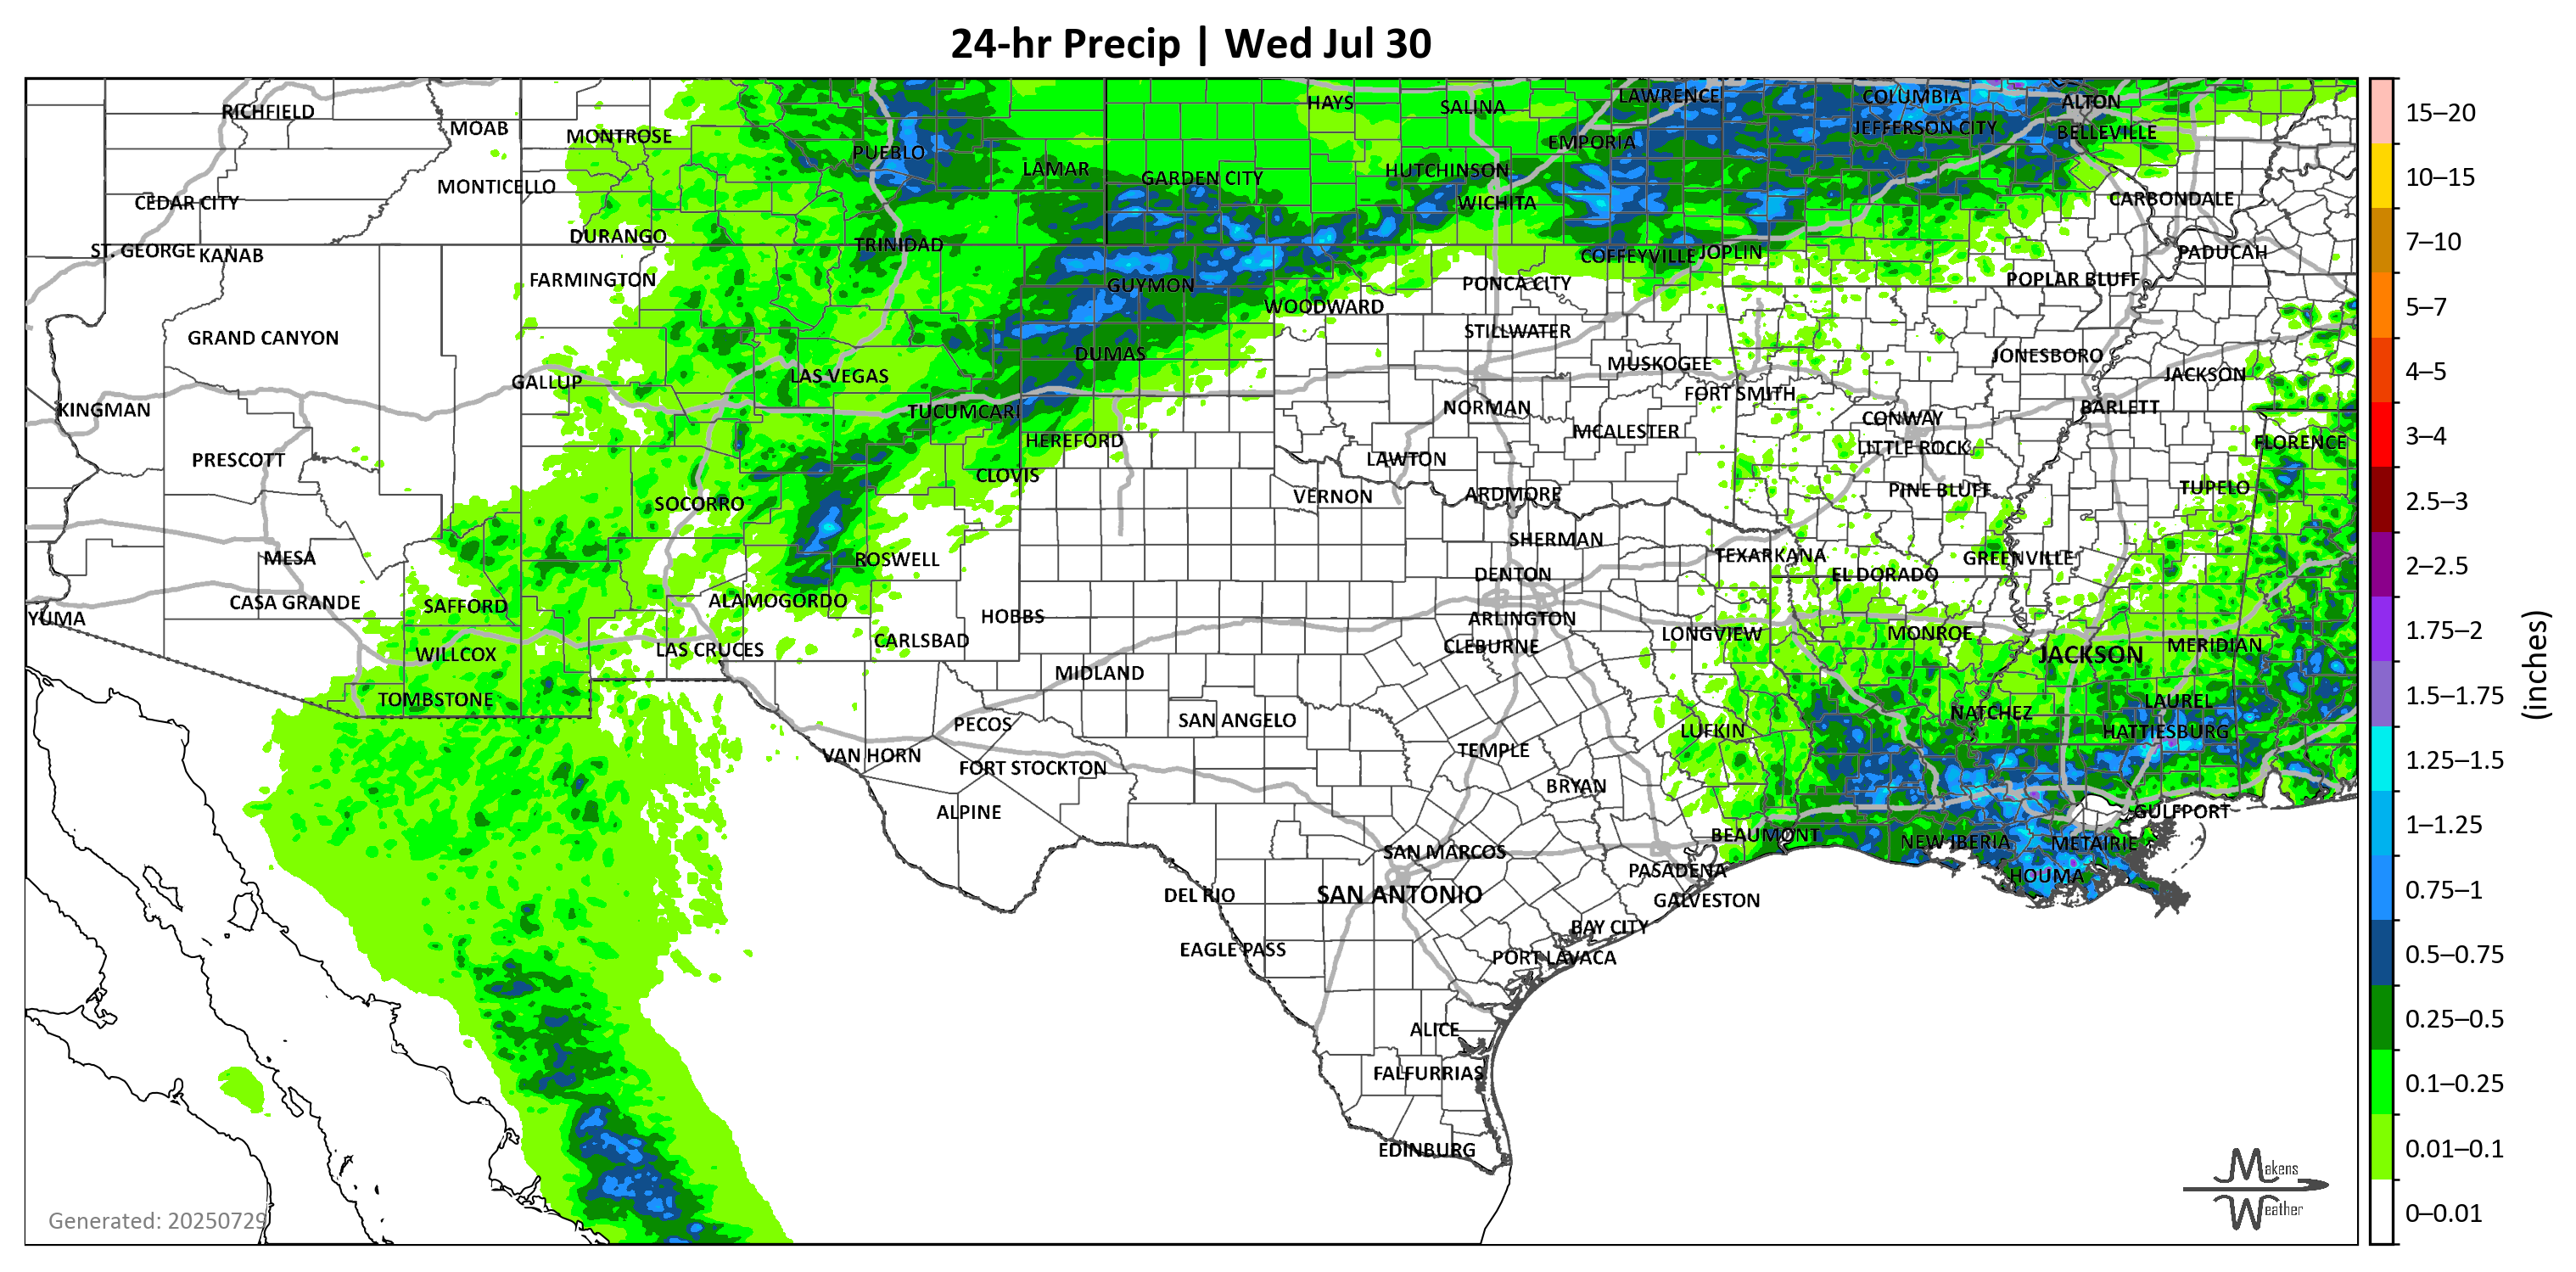 24-hr Precip | Wed Jul 30
RICHFIELD
MOAB
MONTROSE
PUEBLO
LAMAR
HAYS
SALINA
LAWRENCE
COLUMBIA
ALTON
EMPORIA
JEFFERSON CITY
BELLEVILLE
MONTICELLO
GARDEN CITY
HUTCHINSON
CEDAR CITY
WICHITA
CARBONDALE
DURANGO
TRINIDAD
ST. GEORGE
KANAB
COFFEYVILLE
JOPLIN
PADUCAH
FARMINGTON
GUYMON
PONCA CITY
POPLAR BLUFF
WOODWARD
GRAND CANYON
STILLWATER
DUMAS
MUSKOGEE
JONESBORO
GALLUP
LAS VEGAS
FORT SMITH
JACKSON
KINGMAN
TUCUMCARI
NORMAN
CONWAY
BARLETT
HEREFORD
MCALESTER
LITTLE ROCK
FLORENCE
PRESCOTT
CLOVIS
LAWTON
SOCORRO
VERNON
ARDMORE
PINE BLUFF
TUPELO
MESA
ROSWELL
SHERMAN
TEXARKANA
GREENVILLE
DENTON
EL DORADO
CASA GRANDE
SAFFORD
ALAMOGORDO
YUMA
HOBBS
ARLINGTON
WILLCOX
LAS CRUCES
CARLSBAD
CLEBURNE
LONGVIEW
MONROE
JACKSON
MERIDIAN
MIDLAND
TOMBSTONE
PECOS
SAN ANGELO
NATCHEZ
LAUREL
LUFKIN
HATTIESBURG
VAN HORN
FORT STOCKTON
TEMPLE
BRYAN
ALPINE
GULFPORT
BEAUMONT
NEW IBERIA
METAIRIE
SAN MARCOS
PASADENA
HOUMA
DEL RIO
SAN ANTONIO
GALVESTON
EAGLE PASS
BAY CITY
PORT LAVACA
ALICE
FALFURRIAS
EDINBURG
Generated: 20250729
Makens
Weather
15–20
10–15
7–10
5–7
4–5
3–4
2.5–3
2–2.5
1.75–2
1.5–1.75
1.25–1.5
1–1.25
0.75–1
0.5–0.75
0.25–0.5
0.1–0.25
0.01–0.1
0–0.01
(inches)